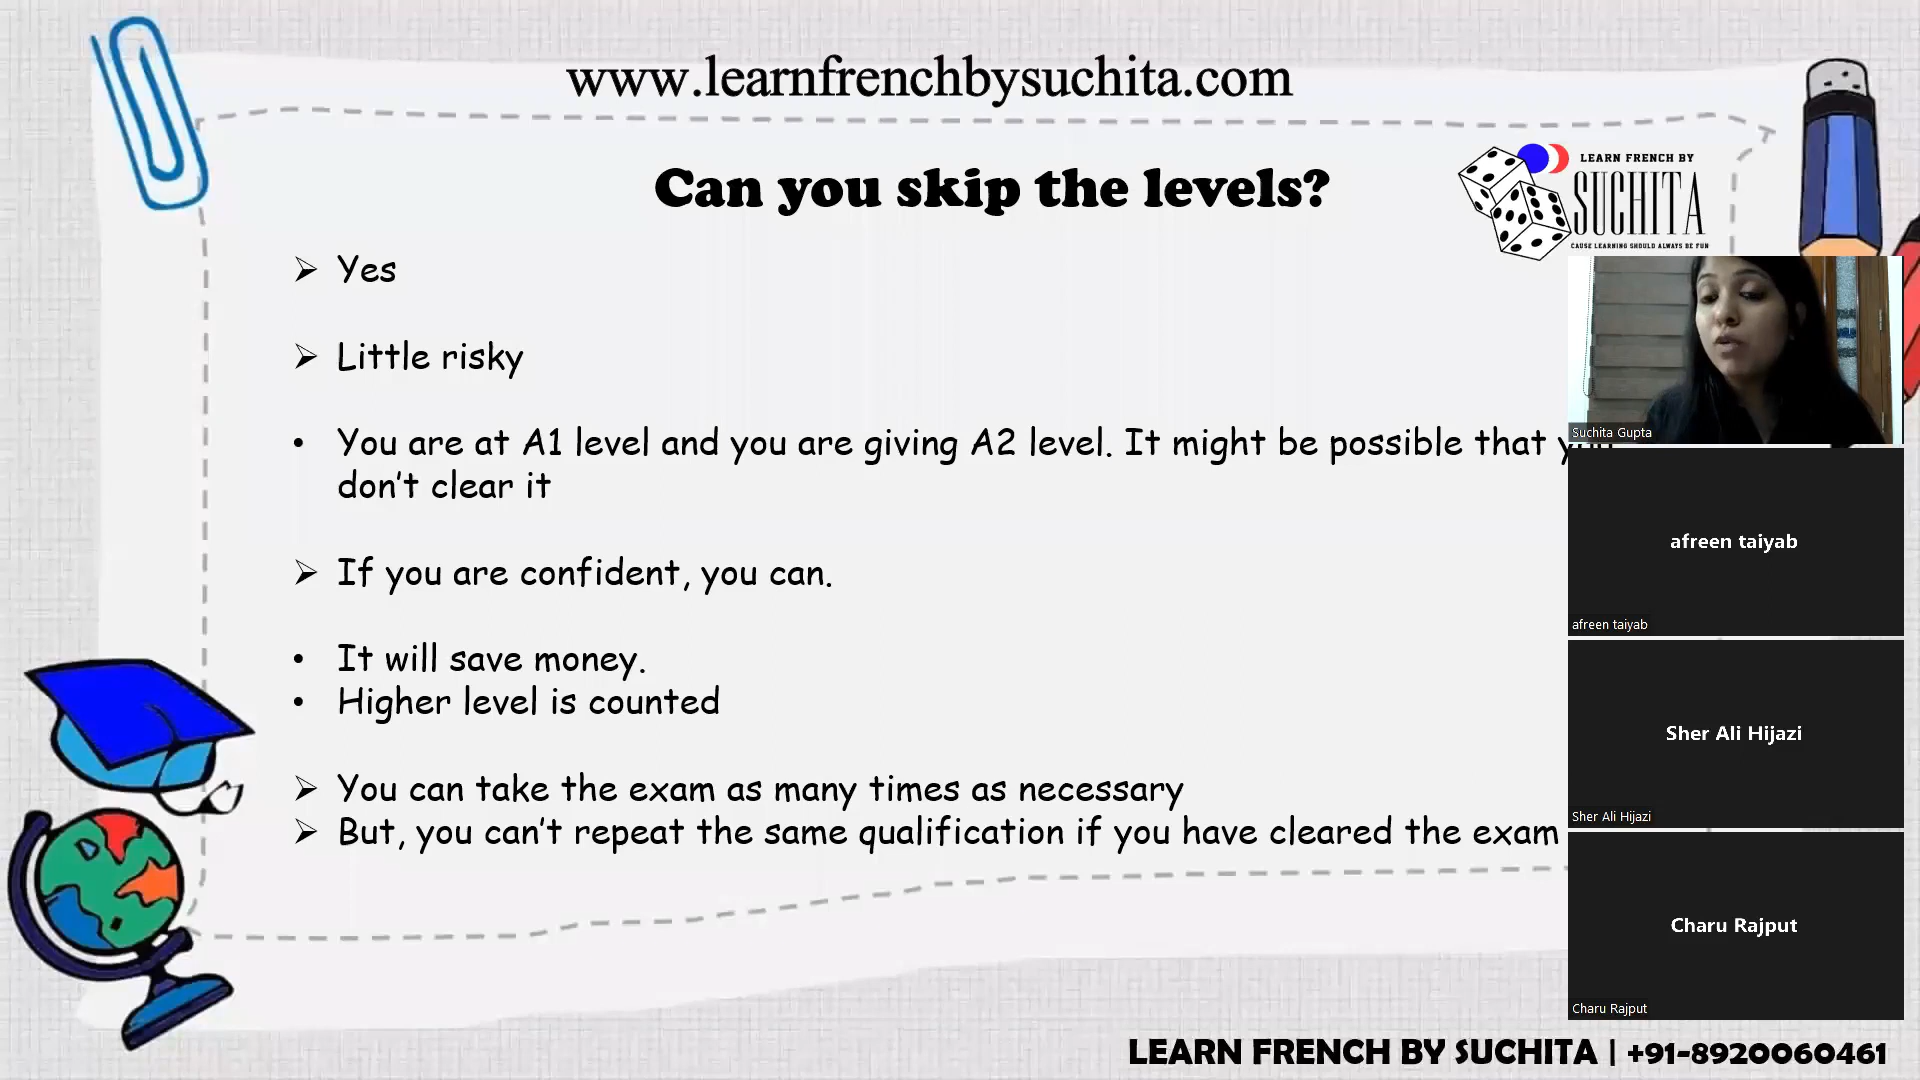 www.learnfrenchbysuchita.com
Can you skip the levels?
LEARN FRENCH BY
SUCHITA
CAUSE LEARNING SHOULD ALWAYS BE FUN
➢ Yes
➢ Little risky
• You are at A1 level and you are giving A2 level. It might be possible that you
don't clear it
➢ If you are confident, you can.
• It will save money.
• Higher level is counted
➢ You can take the exam as many times as necessary
➢ But, you can't repeat the same qualification if you have cleared the exam
Suchita Gupta
afreen taiyab
afreen taiyab
Sher Ali Hijazi
Sher Ali Hijazi
Charu Rajput
Charu Rajput
LEARN FRENCH BY SUCHITA | +91-8920060461